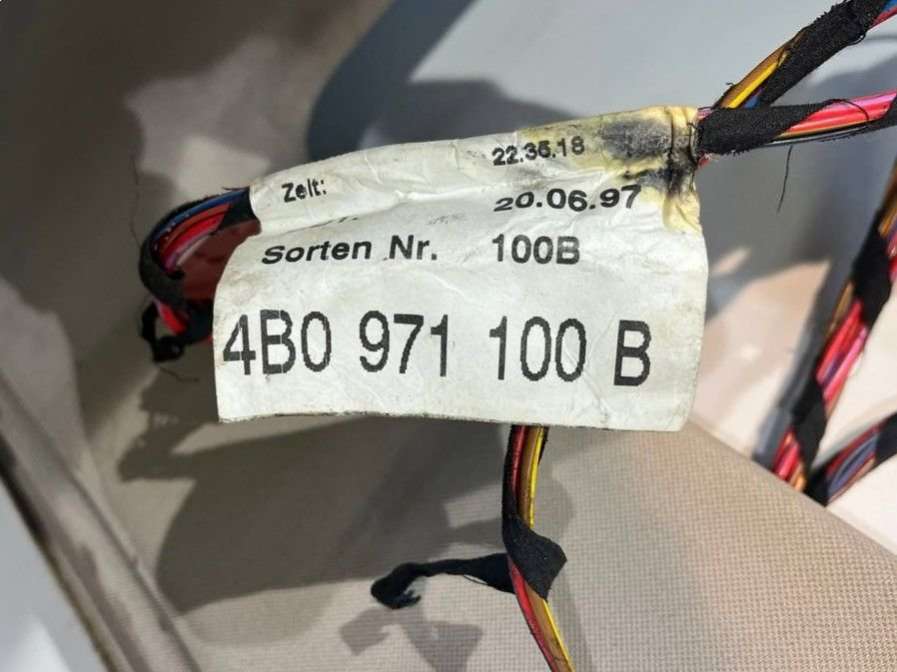 Zeit: 22.36.18
20.06.97
Sorten Nr. 100B
4B0 971 100 B